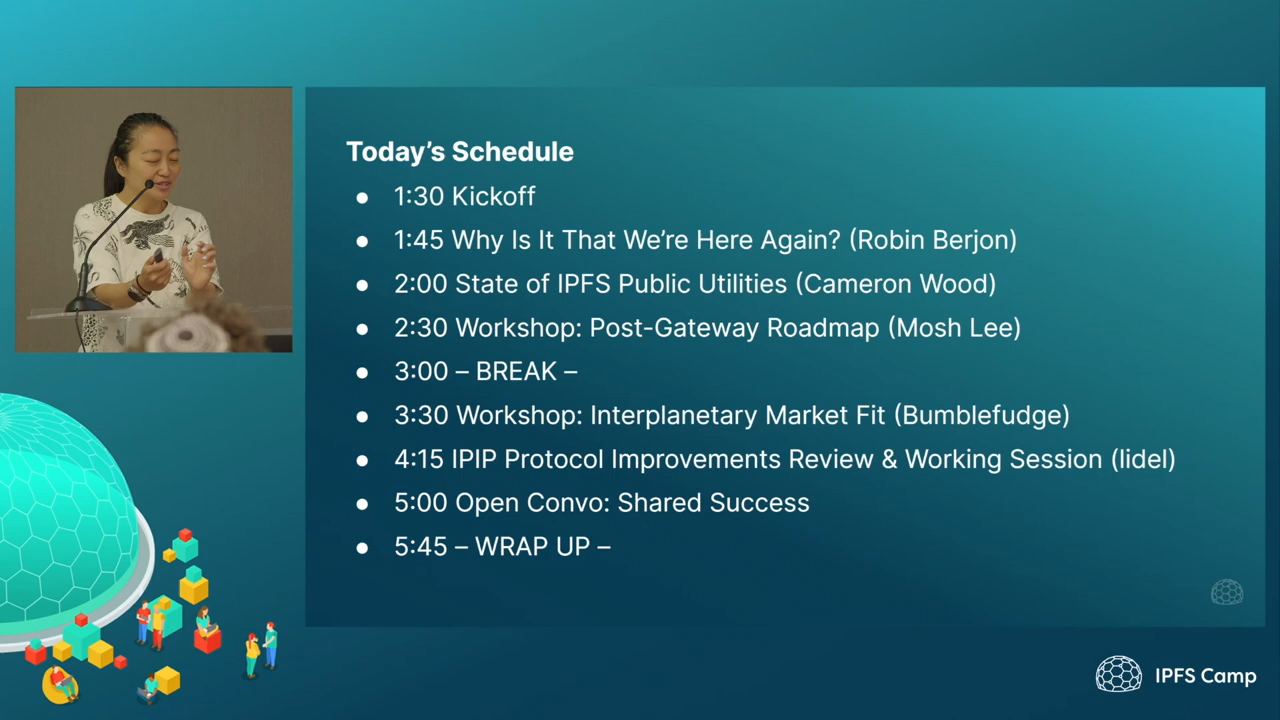 Today’s Schedule
● 1:30 Kickoff
● 1:45 Why Is It That We’re Here Again? (Robin Berjon)
● 2:00 State of IPFS Public Utilities (Cameron Wood)
● 2:30 Workshop: Post-Gateway Roadmap (Mosh Lee)
● 3:00 – BREAK –
● 3:30 Workshop: Interplanetary Market Fit (Bumblefudge)
● 4:15 IPIP Protocol Improvements Review & Working Session (lidel)
● 5:00 Open Convo: Shared Success
● 5:45 – WRAP UP –
IPFS Camp